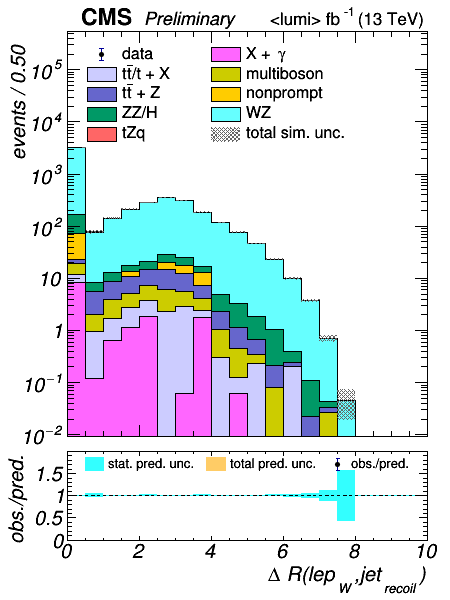 CMS Preliminary <lumi> fb⁻¹ (13 TeV)
events / 0.50
data
tt̄/t + X
tt̄ + Z
ZZ/H
tZq
X + γ
multiboson
nonprompt
WZ
total sim. unc.
10⁵
10⁴
10³
10²
10
1
10⁻¹
10⁻²
obs./pred.
stat. pred. unc. total pred. unc. obs./pred.
1.5
1
0.5
0
0 2 4 6 8 10
Δ R(lep_W,jet_recoil)